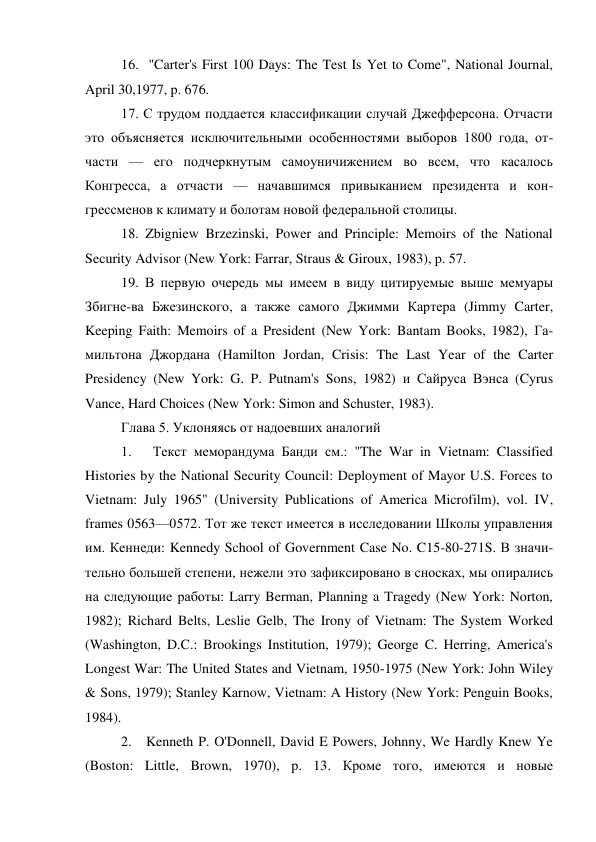 16. "Carter's First 100 Days: The Test Is Yet to Come", National Journal,
April 30,1977, p. 676.
17. С трудом поддается классификации случай Джефферсона. Отчасти
это объясняется исключительными особенностями выборов 1800 года, от-
части — его подчеркнутым самоуничижением во всем, что касалось
Конгресса, а отчасти — начавшимся привыканием президента и кон-
грессменов к климату и болотам новой федеральной столицы.
18. Zbigniew Brzezinski, Power and Principle: Memoirs of the National
Security Advisor (New York: Farrar, Straus & Giroux, 1983), p. 57.
19. В первую очередь мы имеем в виду цитируемые выше мемуары
Збигне-ва Бжезинского, а также самого Джимми Картера (Jimmy Carter,
Keeping Faith: Memoirs of a President (New York: Bantam Books, 1982), Га-
мильтона Джордана (Hamilton Jordan, Crisis: The Last Year of the Carter
Presidency (New York: G. P. Putnam's Sons, 1982) и Сайруса Вэнса (Cyrus
Vance, Hard Choices (New York: Simon and Schuster, 1983).
Глава 5. Уклоняясь от надоевших аналогий
1. Текст меморандума Банди см.: "The War in Vietnam: Classified
Histories by the National Security Council: Deployment of Mayor U.S. Forces to
Vietnam: July 1965" (University Publications of America Microfilm), vol. IV,
frames 0563—0572. Тот же текст имеется в исследовании Школы управления
им. Кеннеди: Kennedy School of Government Case No. C15-80-271S. В значи-
тельно большей степени, нежели это зафиксировано в сносках, мы опирались
на следующие работы: Larry Berman, Planning a Tragedy (New York: Norton,
1982); Richard Belts, Leslie Gelb, The Irony of Vietnam: The System Worked
(Washington, D.C.: Brookings Institution, 1979); George C. Herring, America's
Longest War: The United States and Vietnam, 1950-1975 (New York: John Wiley
& Sons, 1979); Stanley Karnow, Vietnam: A History (New York: Penguin Books,
1984).
2. Kenneth P. O'Donnell, David E Powers, Johnny, We Hardly Knew Ye
(Boston: Little, Brown, 1970), p. 13. Кроме того, имеются и новые